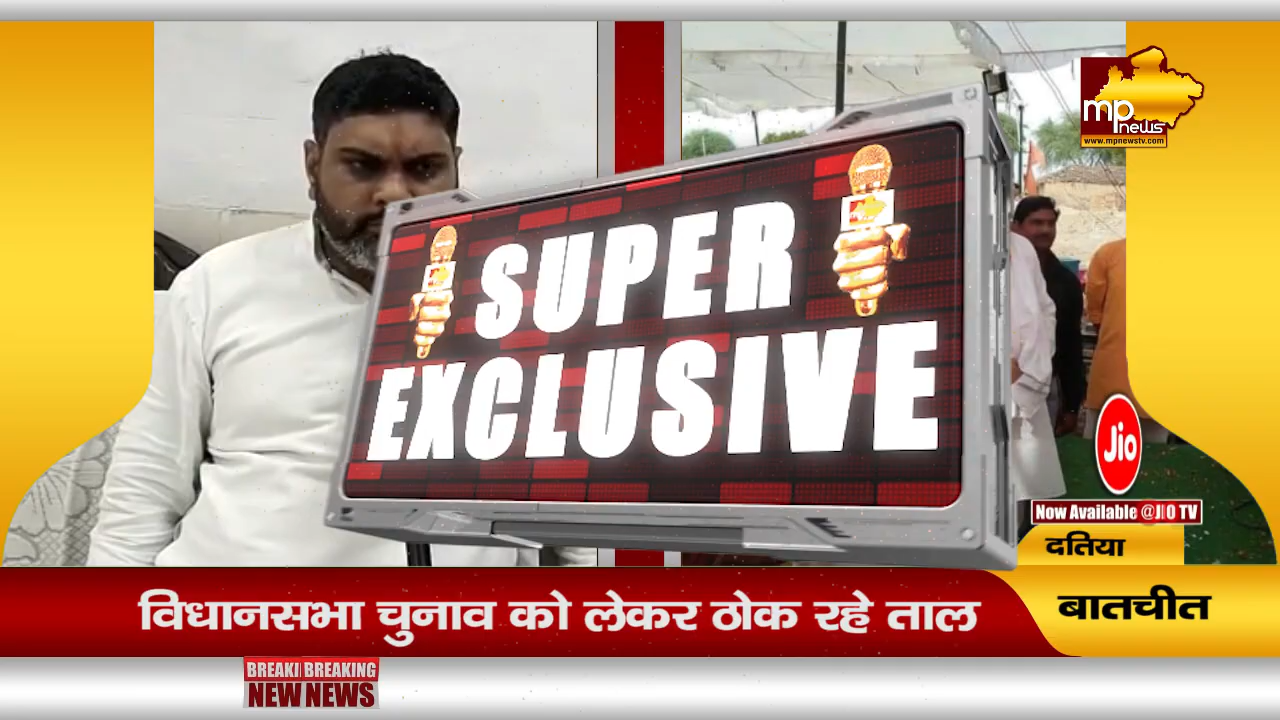 mp
news
www.mpnewstv.com
SUPER
EXCLUSIVE
Jio
Now Available @JIO TV
दतिया
विधानसभा चुनाव को लेकर ठोक रहे ताल
बातचीत
BREAKI BREAKING
NEW NEWS